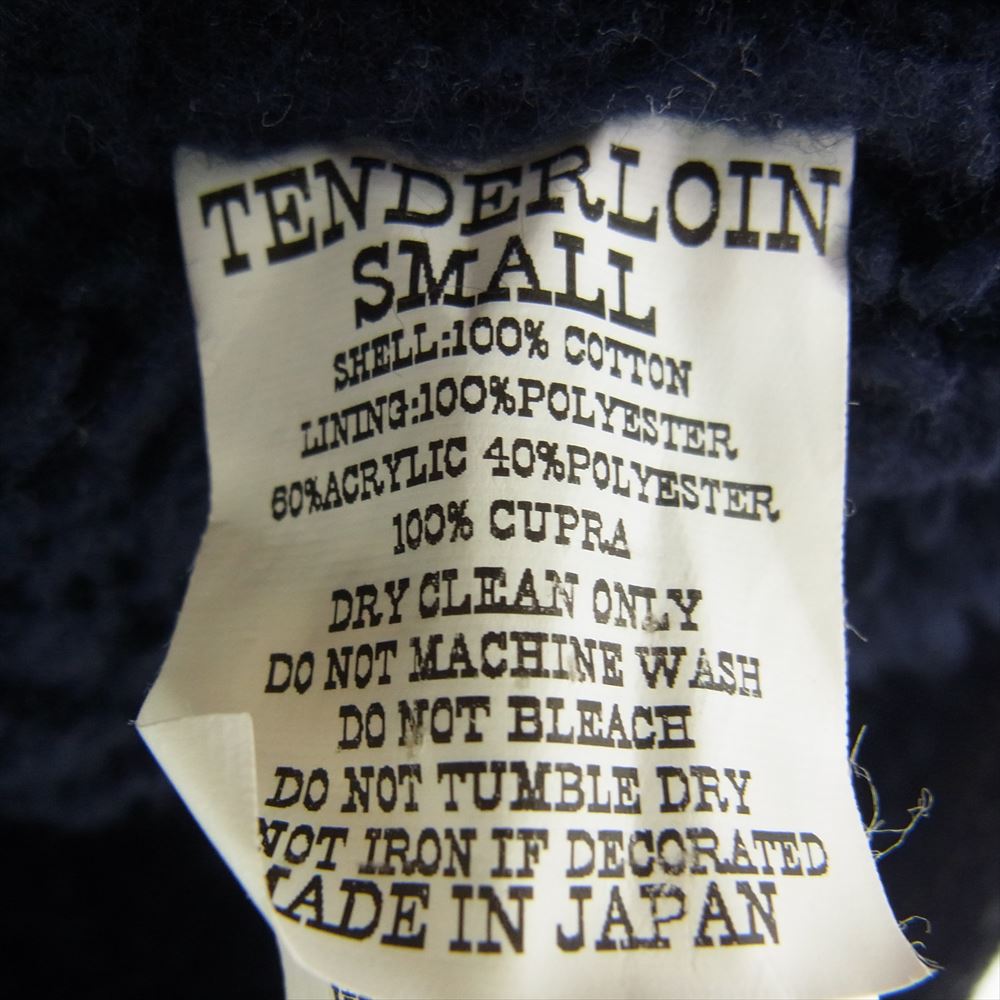 TENDERLOIN
SMALL
SHELL:100% COTTON
LINING:100%POLYESTER
60%ACRYLIC 40%POLYESTER
100% CUPRA
DRY CLEAN ONLY
DO NOT MACHINE WASH
DO NOT BLEACH
DO NOT TUMBLE DRY
NOT IRON IF DECORATED
MADE IN JAPAN